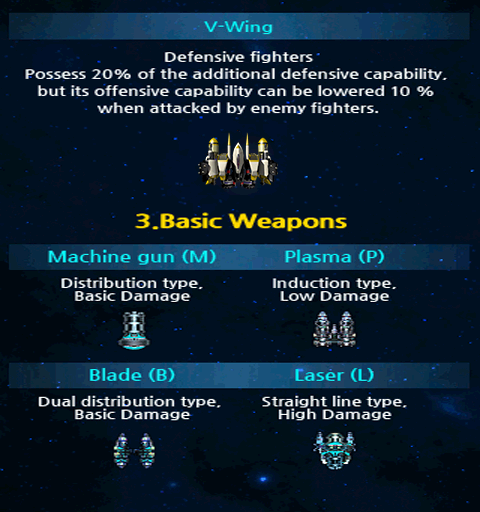 V-Wing
Defensive fighters
Possess 20% of the additional defensive capability,
but its offensive capability can be lowered 10 %
when attacked by enemy fighters.
3.Basic Weapons
Machine gun (M)
Distribution type,
Basic Damage
Plasma (P)
Induction type,
Low Damage
Blade (B)
Dual distribution type,
Basic Damage
Laser (L)
Straight line type,
High Damage